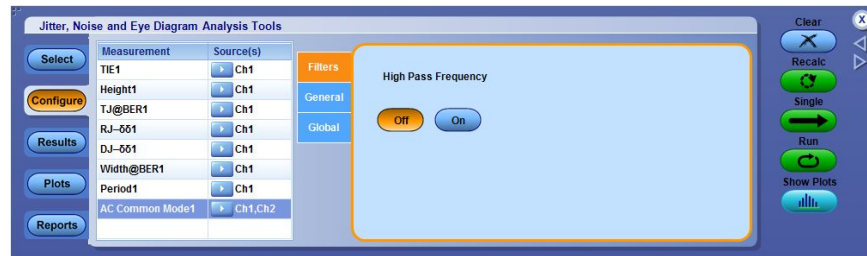 Jitter, Noise and Eye Diagram Analysis Tools
Clear
Select
Measurement Source(s)
TIE1 Ch1
Height1 Ch1
TJ@BER1 Ch1
RJ–δδ1 Ch1
DJ–δδ1 Ch1
Width@BER1 Ch1
Period1 Ch1
AC Common Mode1 Ch1,Ch2
Configure
Results
Plots
Reports
Filters
General
Global
High Pass Frequency
Off On
Recalc
Single
Run
Show Plots
X